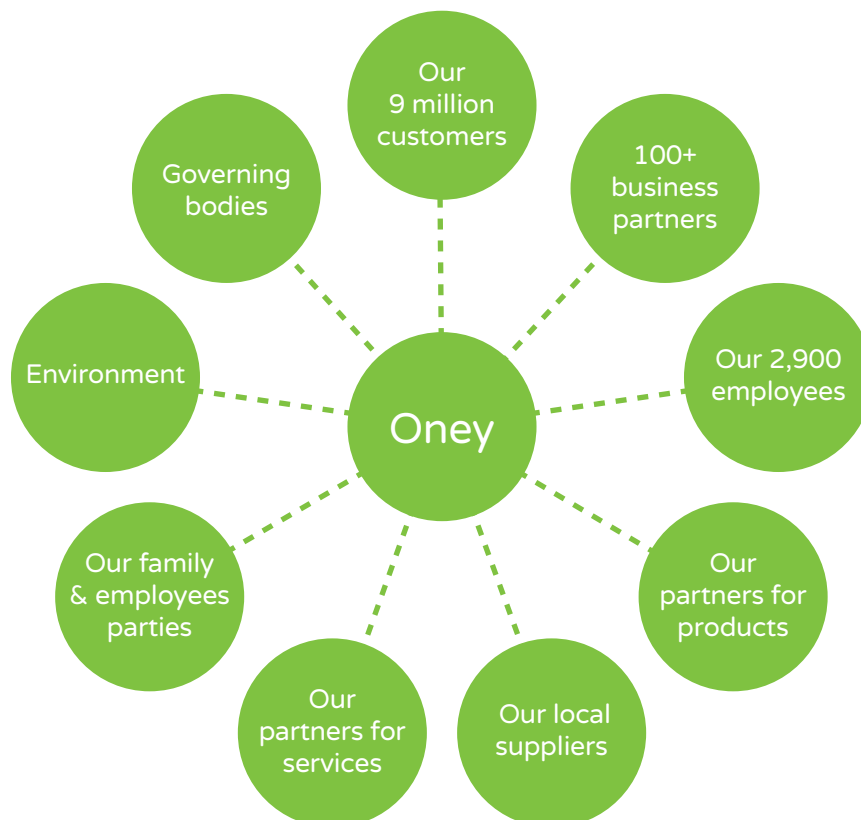 Our
9 million
customers
100+
business
partners
Governing
bodies
Our 2,900
employees
Environment
Oney
Our
partners for
products
Our family
& employees
parties
Our local
suppliers
Our
partners for
services